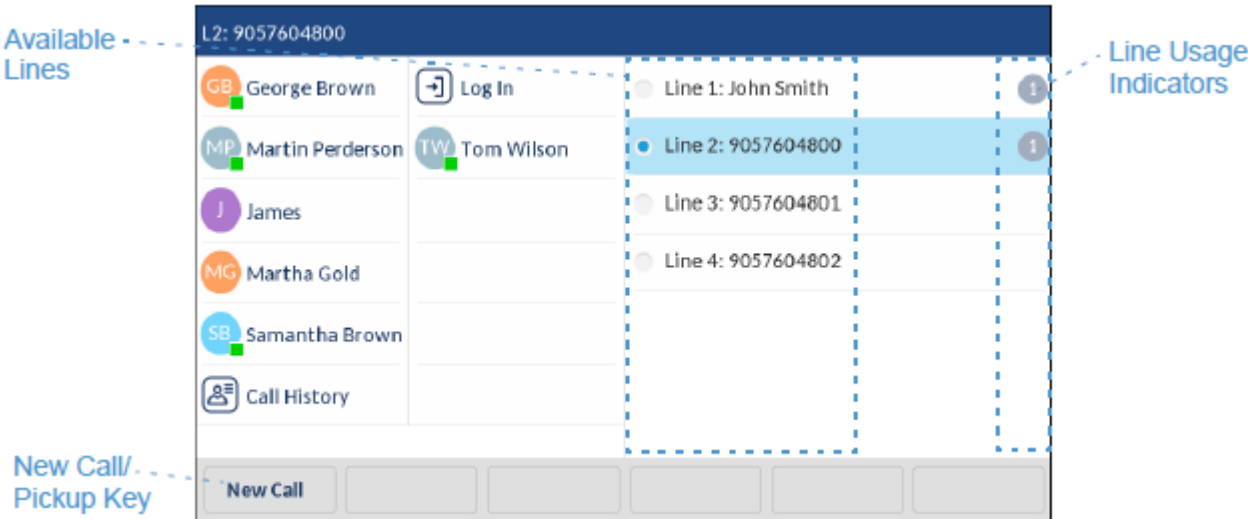 L2: 9057604800
Available
Lines
Line Usage
Indicators
GB George Brown
Log In
Line 1: John Smith
1
MP Martin Perderson
TW Tom Wilson
Line 2: 9057604800
1
J James
Line 3: 9057604801
MG Martha Gold
Line 4: 9057604802
SB Samantha Brown
Call History
New Call/
Pickup Key
New Call